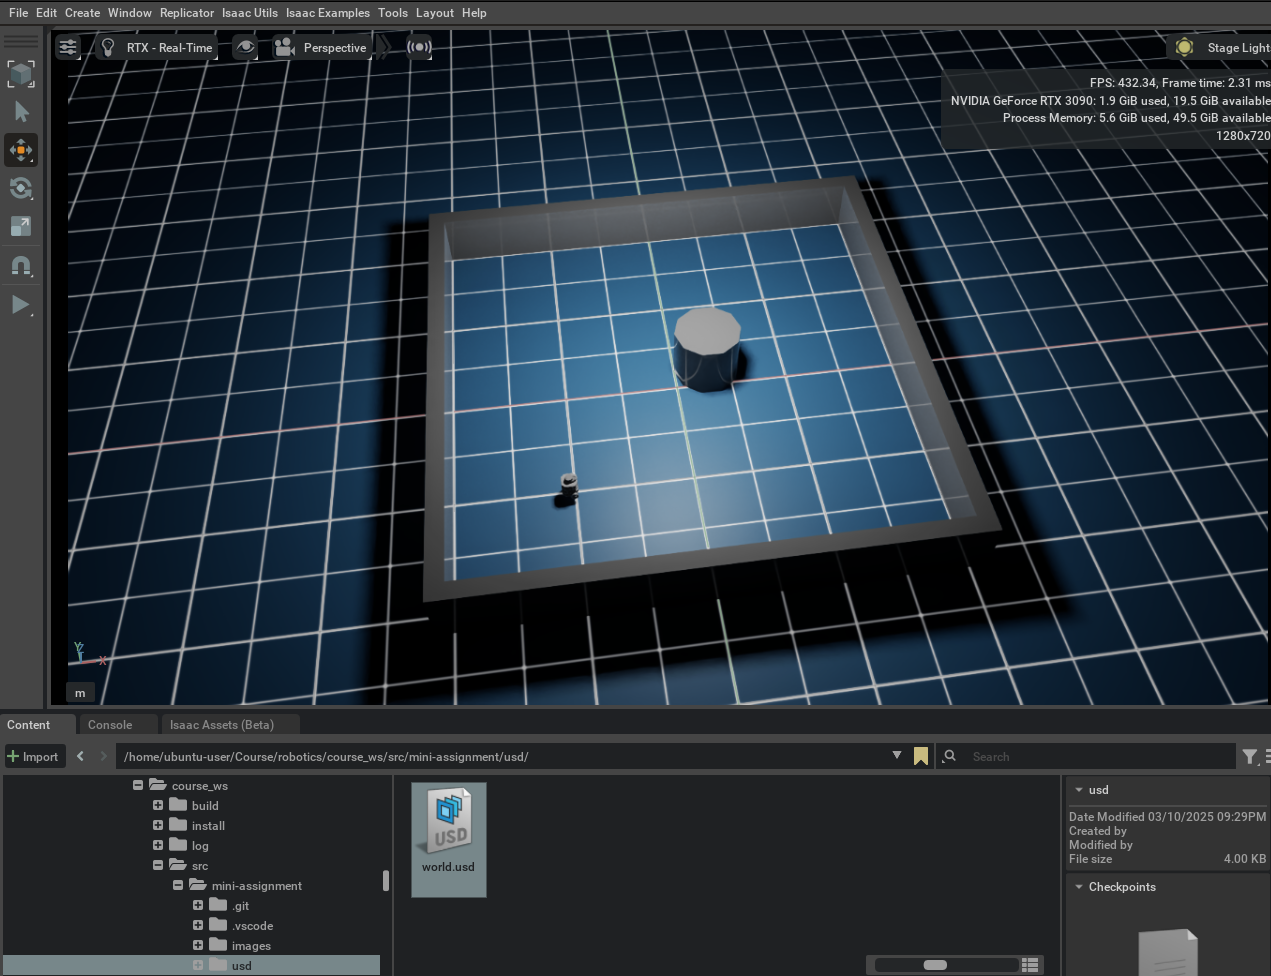 File Edit Create Window Replicator Isaac Utils Isaac Examples Tools Layout Help
RTX - Real-Time
Perspective
Stage Light
FPS: 432.34, Frame time: 2.31 ms
NVIDIA GeForce RTX 3090: 1.9 GiB used, 19.5 GiB available
Process Memory: 5.6 GiB used, 49.5 GiB available
1280x720
Y
Z
X
m
Content Console Isaac Assets (Beta)
+ Import
/home/ubuntu-user/Course/robotics/course_ws/src/mini-assignment/usd/
Search
course_ws
build
install
log
src
mini-assignment
.git
.vscode
images
usd
USD
world.usd
usd
Date Modified 03/10/2025 09:29PM
Created by
Modified by
File size 4.00 KB
Checkpoints